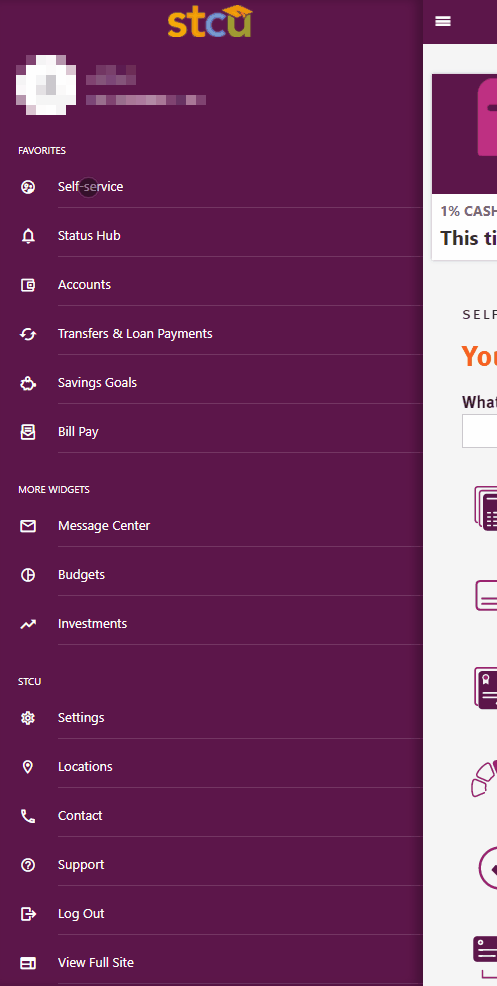 stcu
FAVORITES
Self-service
Status Hub
Accounts
Transfers & Loan Payments
Savings Goals
Bill Pay
MORE WIDGETS
Message Center
Budgets
Investments
STCU
Settings
Locations
Contact
Support
Log Out
View Full Site
1% CASH
This ti
SELF
You
What